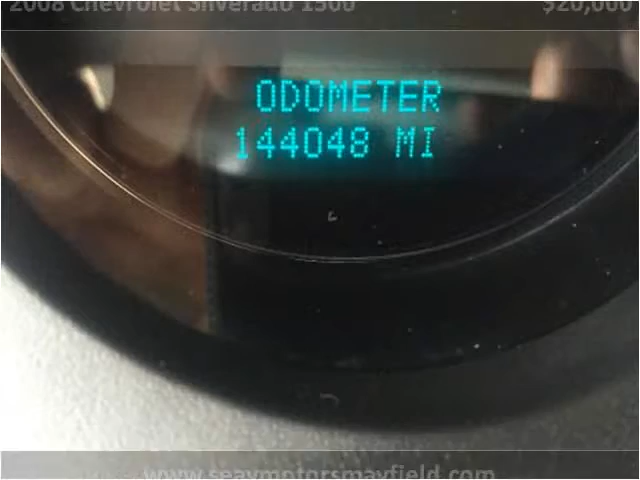 2008 Chevrolet Silverado 1500 $20,000
ODOMETER
144048 MI
www.seaymotorsmayfield.com